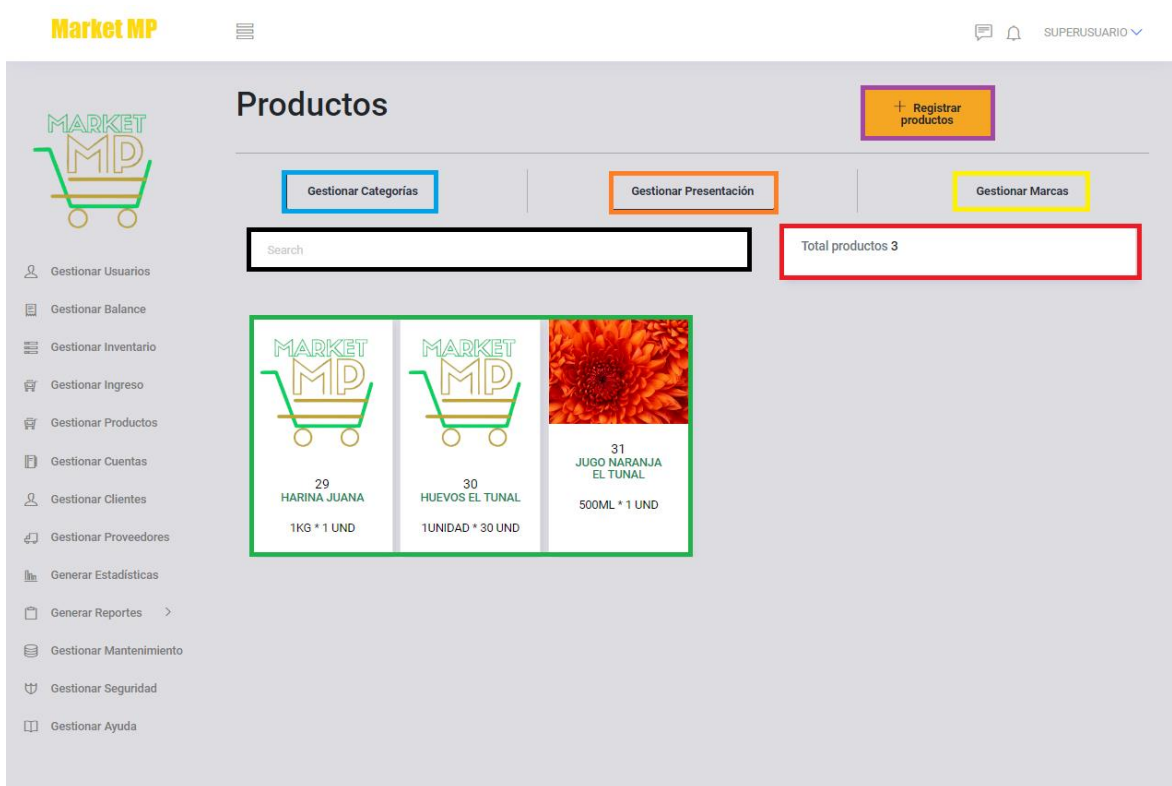 Market MP
SUPERUSUARIO
MARKET
MP
Gestionar Usuarios
Gestionar Balance
Gestionar Inventario
Gestionar Ingreso
Gestionar Productos
Gestionar Cuentas
Gestionar Clientes
Gestionar Proveedores
Generar Estadísticas
Generar Reportes
Gestionar Mantenimiento
Gestionar Seguridad
Gestionar Ayuda
Productos
+ Registrar
productos
Gestionar Categorías
Gestionar Presentación
Gestionar Marcas
Search
Total productos 3
MARKET
MP
29
HARINA JUANA
1KG * 1 UND
MARKET
MP
30
HUEVOS EL TUNAL
1UNIDAD * 30 UND
31
JUGO NARANJA
EL TUNAL
500ML * 1 UND